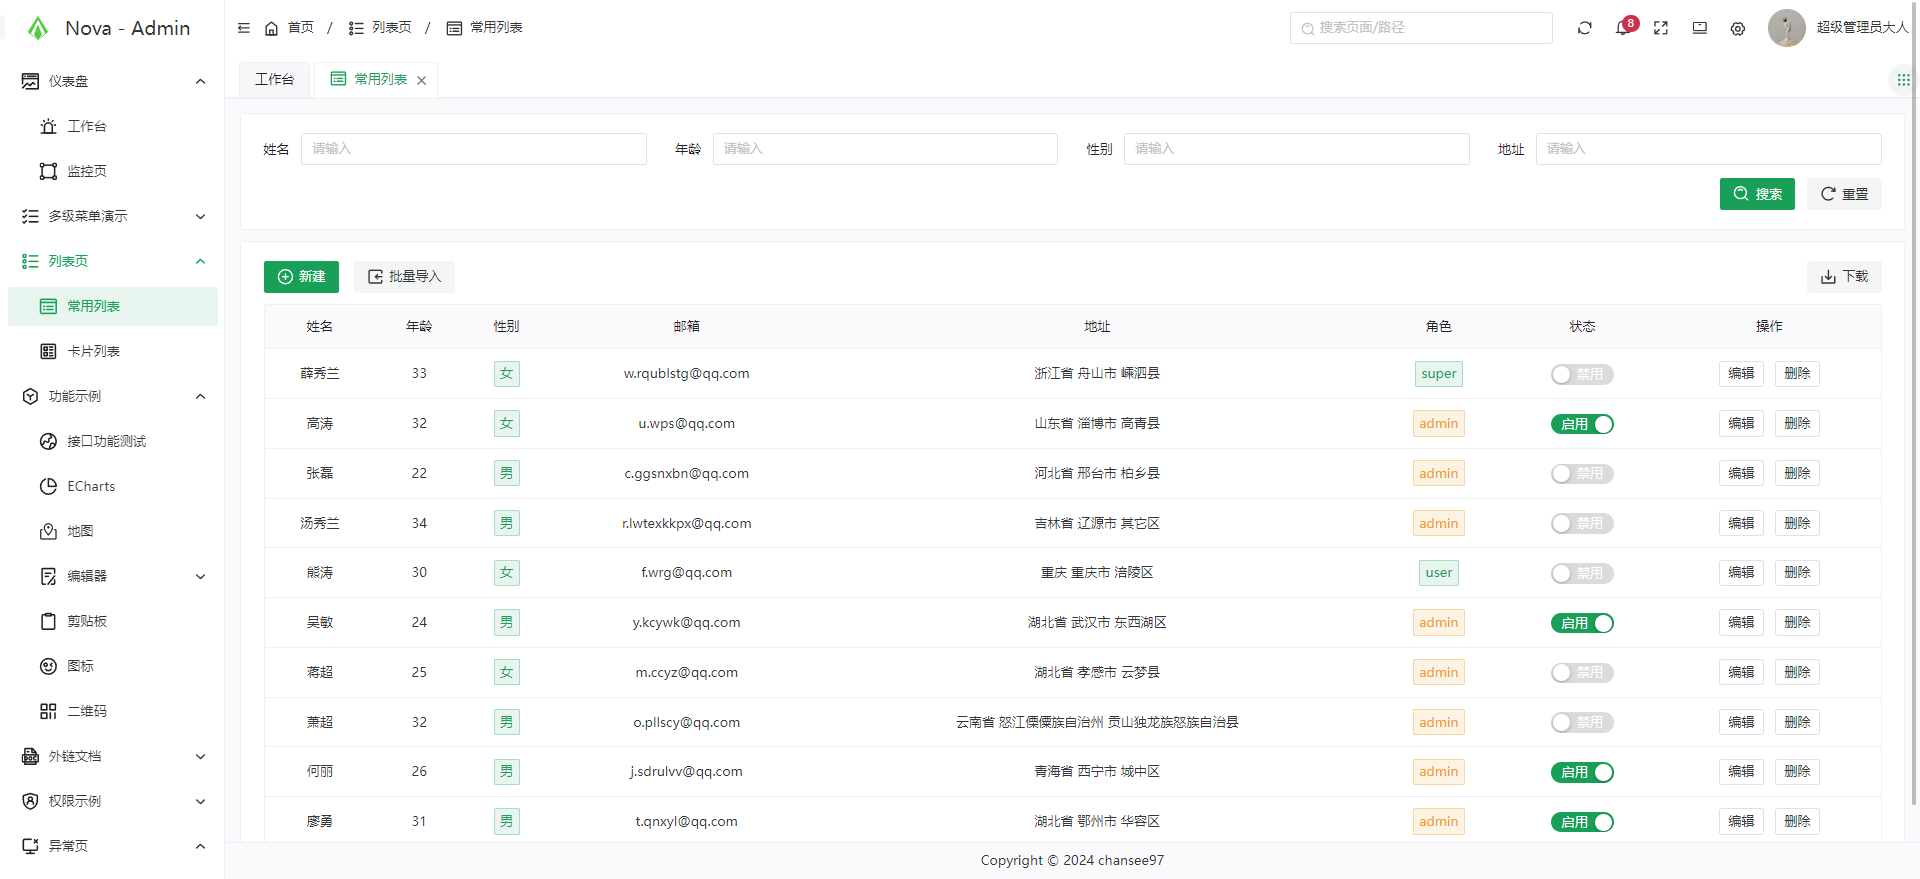 Nova - Admin
首页 / 列表页 / 常用列表
搜索页面/路径
8
超级管理员大人
仪表盘
工作台
监控页
多级菜单演示
列表页
常用列表
卡片列表
功能示例
接口功能测试
ECharts
地图
编辑器
剪贴板
图标
二维码
外链文档
权限示例
异常页
工作台 常用列表
姓名 请输入 年龄 请输入 性别 请输入 地址 请输入
搜索 重置
新建 批量导入 下载
姓名 年龄 性别 邮箱 地址 角色 状态 操作
薛秀兰 33 女 w.rqublstg@qq.com 浙江省 舟山市 嵊泗县 super 禁用 编辑 删除
高涛 32 女 u.wps@qq.com 山东省 淄博市 高青县 admin 启用 编辑 删除
张磊 22 男 c.ggsnxbn@qq.com 河北省 邢台市 柏乡县 admin 禁用 编辑 删除
汤秀兰 34 男 r.lwtexkkpx@qq.com 吉林省 辽源市 其它区 admin 禁用 编辑 删除
熊涛 30 女 f.wrg@qq.com 重庆 重庆市 涪陵区 user 禁用 编辑 删除
吴敏 24 男 y.kcywk@qq.com 湖北省 武汉市 东西湖区 admin 启用 编辑 删除
蒋超 25 女 m.ccyz@qq.com 湖北省 孝感市 云梦县 admin 禁用 编辑 删除
萧超 32 男 o.pllscy@qq.com 云南省 怒江傈僳族自治州 贡山独龙族怒族自治县 admin 禁用 编辑 删除
何丽 26 男 j.sdrulvv@qq.com 青海省 西宁市 城中区 admin 启用 编辑 删除
廖勇 31 男 t.qnxyl@qq.com 湖北省 鄂州市 华容区 admin 启用 编辑 删除
Copyright © 2024 chansee97